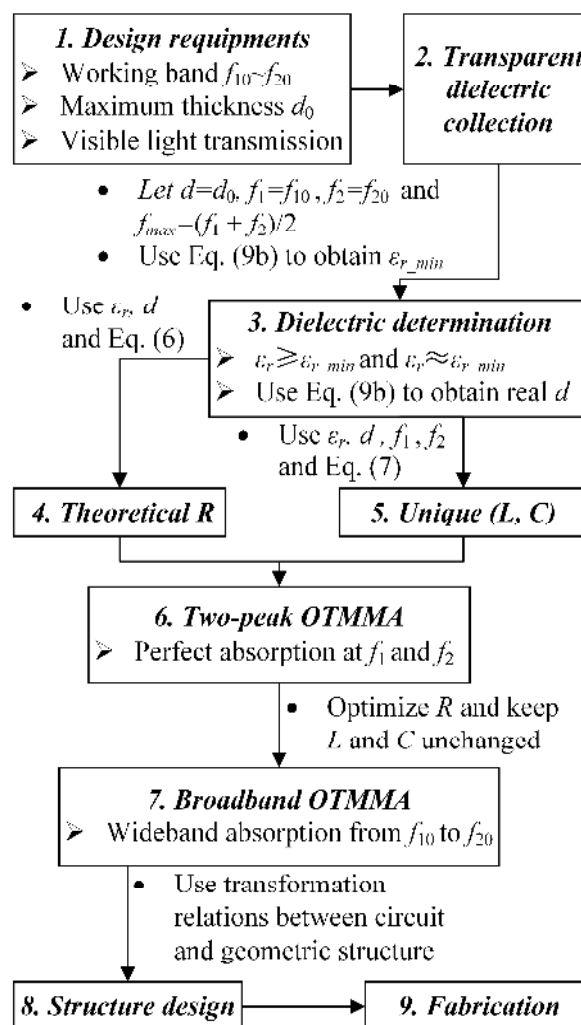 1. Design requipments
➢ Working band f₁₀~f₂₀
➢ Maximum thickness d₀
➢ Visible light transmission
2. Transparent
dielectric
collection
• Let d=d₀, f₁=f₁₀, f₂=f₂₀ and
fₘₐₓ=(f₁+f₂)/2
• Use Eq. (9b) to obtain εᵣ_ₘᵢₙ
• Use εᵣ, d
and Eq. (6)
3. Dielectric determination
➢ εᵣ≥εᵣ_ₘᵢₙ and εᵣ≈εᵣ_ₘᵢₙ
➢ Use Eq. (9b) to obtain real d
• Use εᵣ, d, f₁, f₂
and Eq. (7)
4. Theoretical R
5. Unique (L, C)
6. Two-peak OTMMA
➢ Perfect absorption at f₁ and f₂
• Optimize R and keep
L and C unchanged
7. Broadband OTMMA
➢ Wideband absorption from f₁₀ to f₂₀
• Use transformation
relations between circuit
and geometric structure
8. Structure design
9. Fabrication